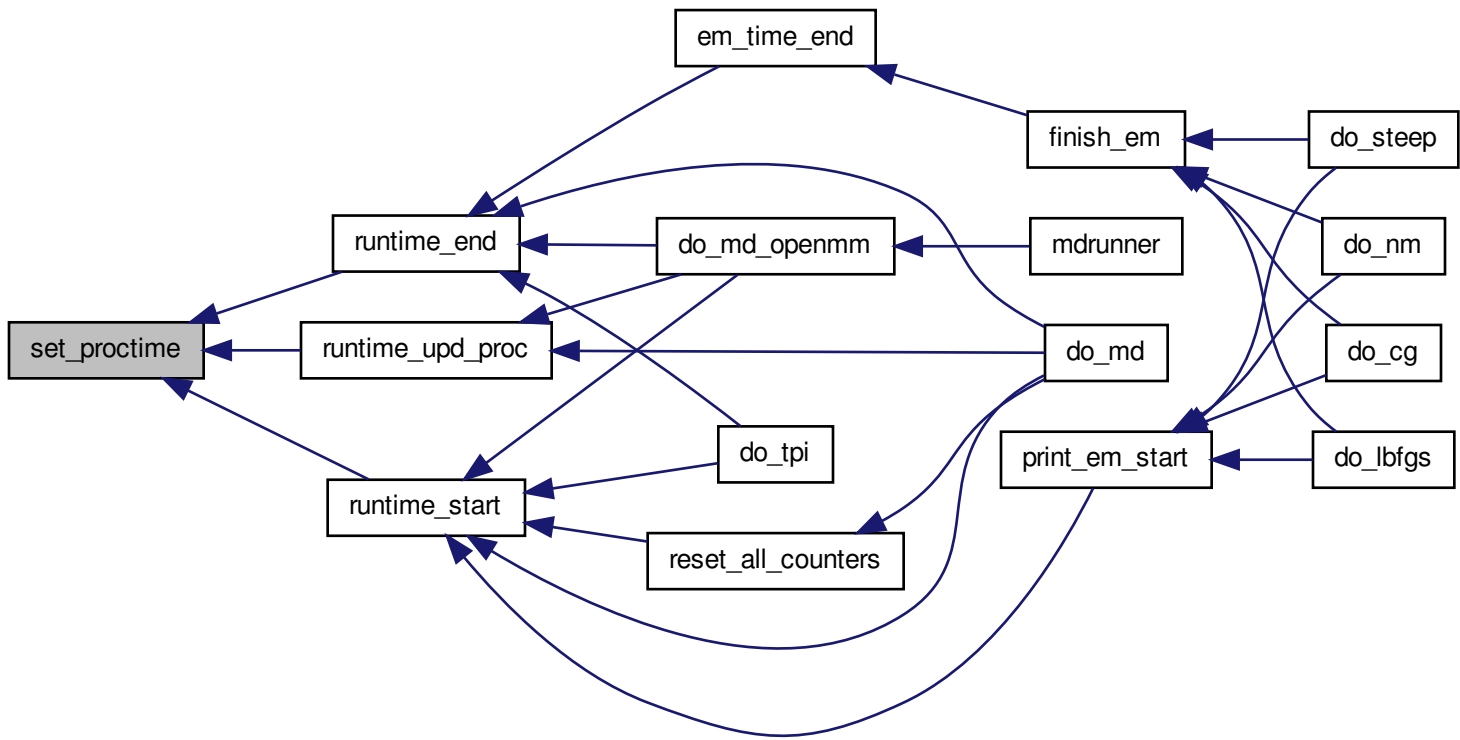 em_time_end
finish_em
do_steep
runtime_end
do_md_openmm
mdrunner
do_nm
set_proctime
runtime_upd_proc
do_md
do_cg
do_tpi
print_em_start
do_lbfgs
runtime_start
reset_all_counters